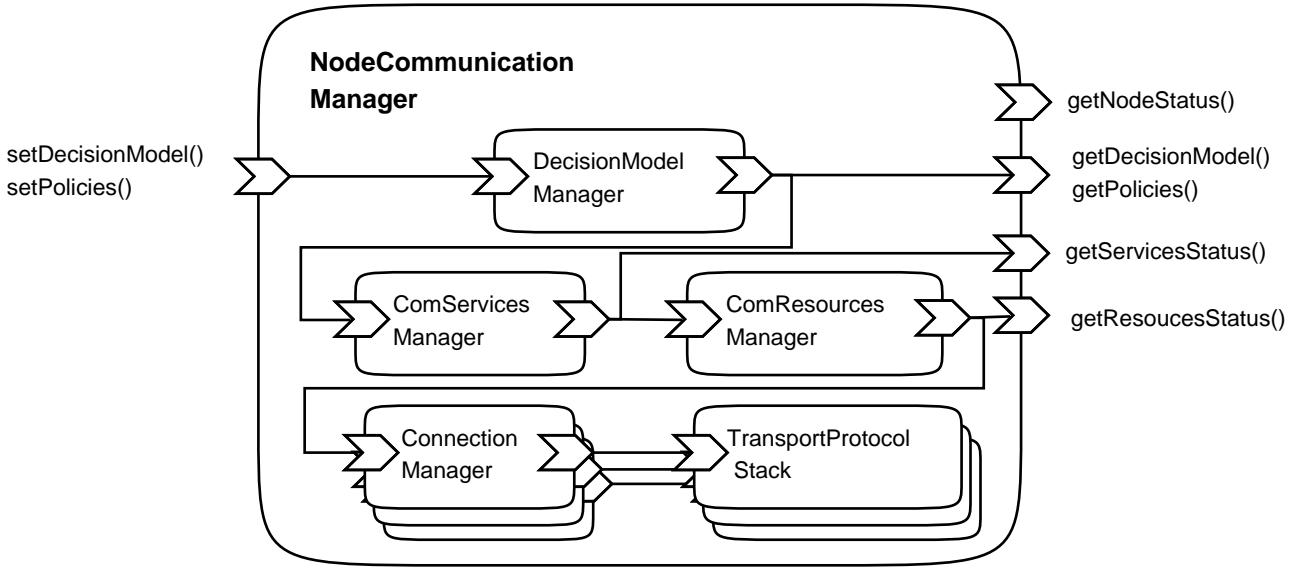 NodeCommunication
Manager
getNodeStatus()
setDecisionModel()
setPolicies()
DecisionModel
Manager
getDecisionModel()
getPolicies()
getServicesStatus()
ComServices
Manager
ComResources
Manager
getResoucesStatus()
Connection
Manager
TransportProtocol
Stack